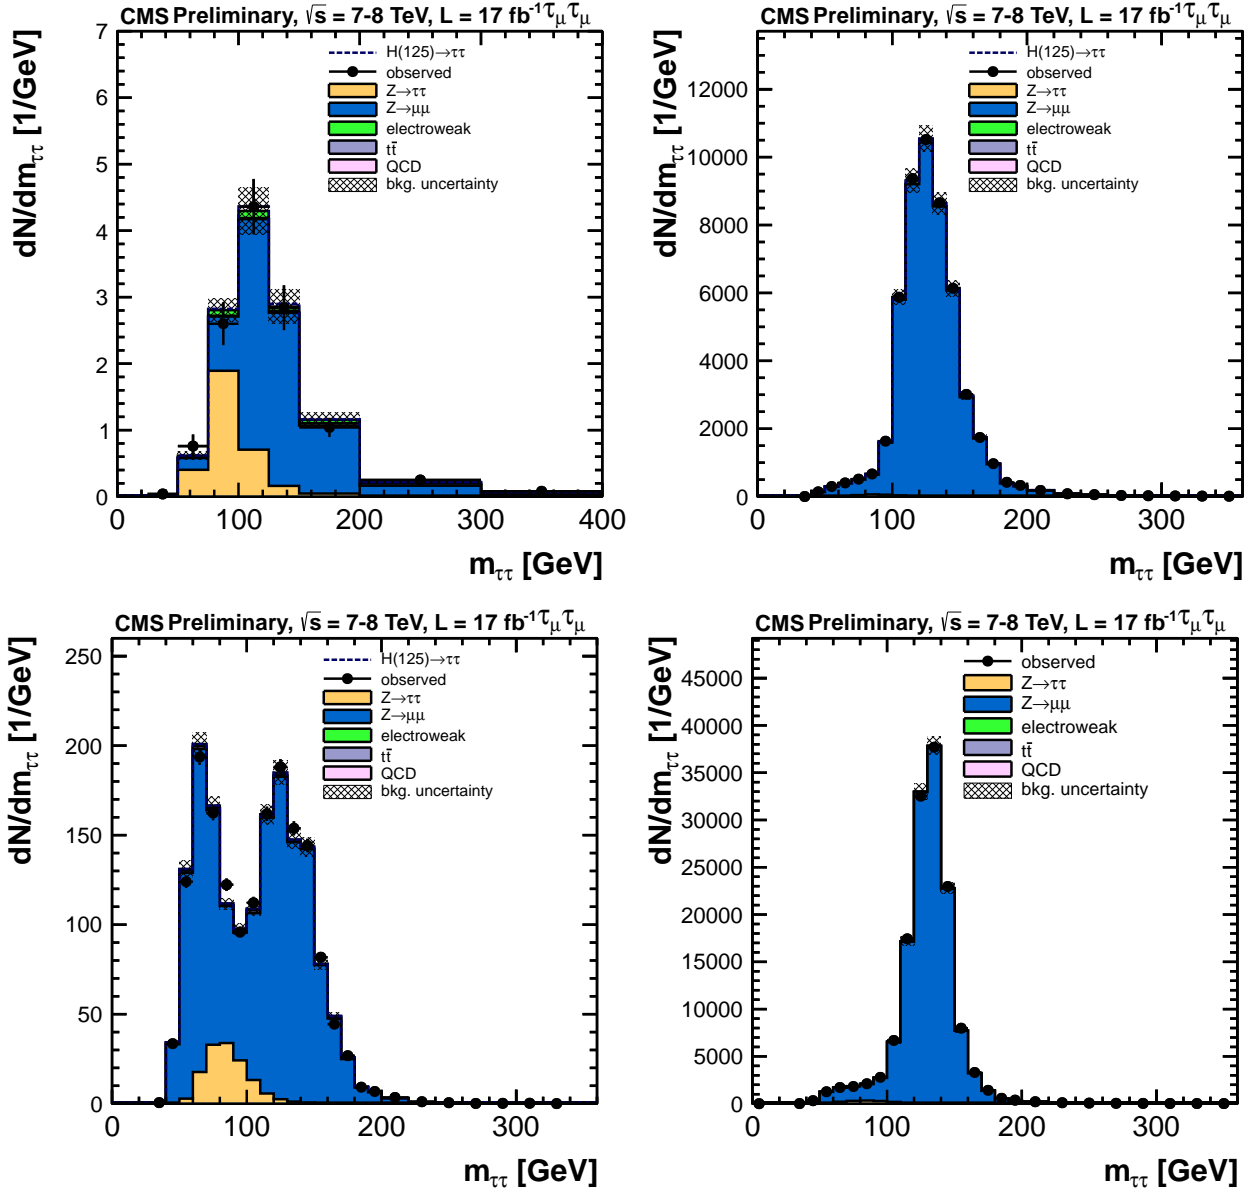 CMS Preliminary, √s = 7-8 TeV, L = 17 fb⁻¹ τμτμ
dN/dmττ [1/GeV]
7
6
5
4
3
2
1
0
H(125)→ττ
observed
Z→ττ
Z→μμ
electroweak
tt̄
QCD
bkg. uncertainty
0 100 200 300 400
mττ [GeV]
CMS Preliminary, √s = 7-8 TeV, L = 17 fb⁻¹ τμτμ
dN/dmττ [1/GeV]
12000
10000
8000
6000
4000
2000
0
H(125)→ττ
observed
Z→ττ
Z→μμ
electroweak
tt̄
QCD
bkg. uncertainty
0 100 200 300
mττ [GeV]
CMS Preliminary, √s = 7-8 TeV, L = 17 fb⁻¹ τμτμ
dN/dmττ [1/GeV]
250
200
150
100
50
0
H(125)→ττ
observed
Z→ττ
Z→μμ
electroweak
tt̄
QCD
bkg. uncertainty
0 100 200 300
mττ [GeV]
CMS Preliminary, √s = 7-8 TeV, L = 17 fb⁻¹ τμτμ
dN/dmττ [1/GeV]
45000
40000
35000
30000
25000
20000
15000
10000
5000
0
observed
Z→ττ
Z→μμ
electroweak
tt̄
QCD
bkg. uncertainty
0 100 200 300
mττ [GeV]